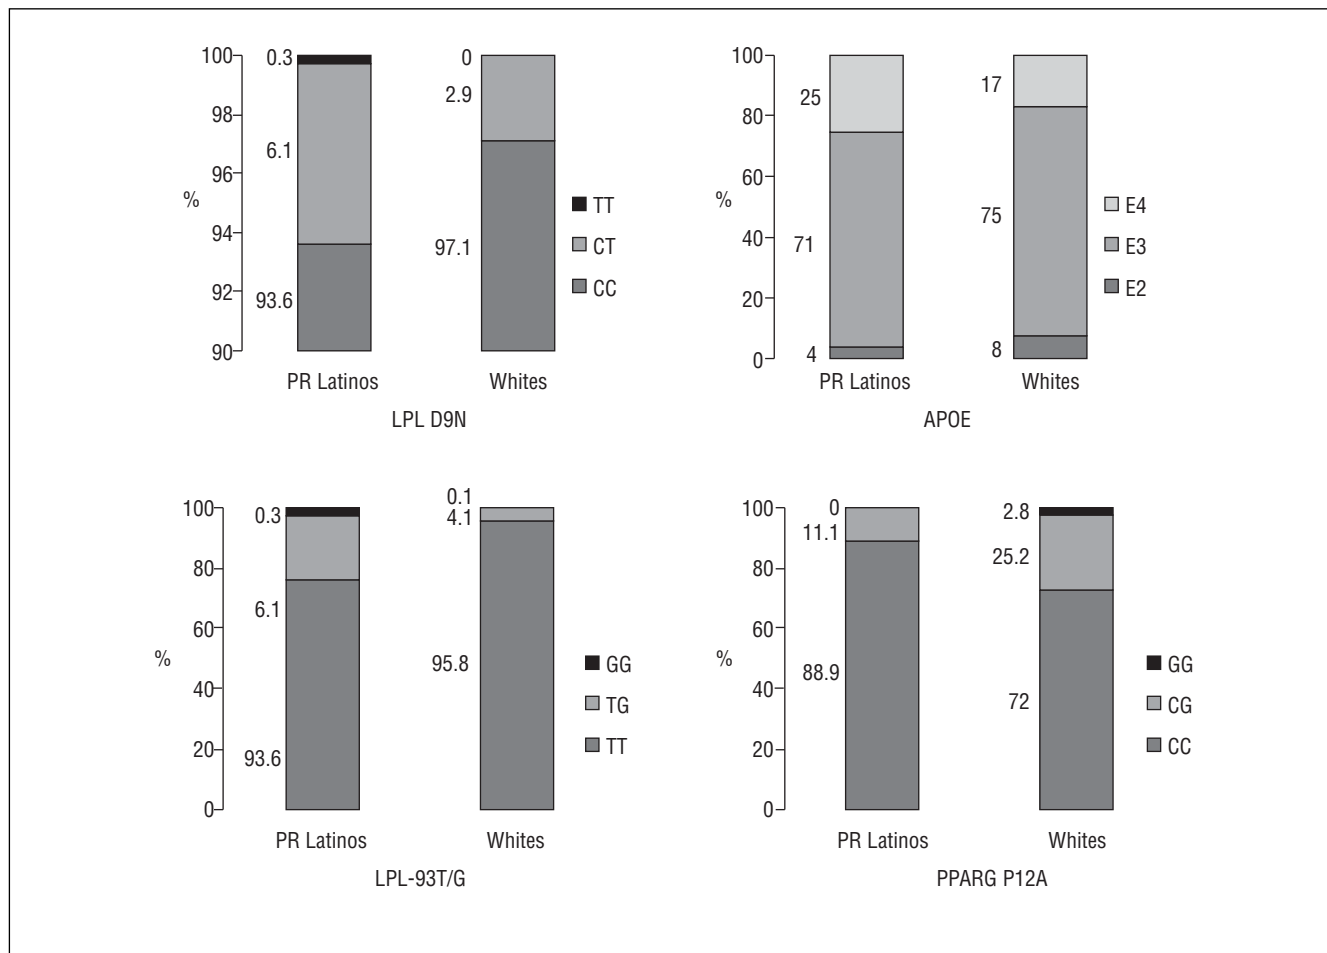 100
98
96
94
92
90
%
0.3
6.1
93.6
0
2.9
97.1
TT
CT
CC
PR Latinos
Whites
LPL D9N
100
80
60
40
20
0
%
25
71
4
17
75
8
E4
E3
E2
PR Latinos
Whites
APOE
100
80
60
40
20
0
%
0.3
6.1
93.6
0.1
4.1
95.8
GG
TG
TT
PR Latinos
Whites
LPL-93T/G
100
80
60
40
20
0
%
0
11.1
88.9
2.8
25.2
72
GG
CG
CC
PR Latinos
Whites
PPARG P12A